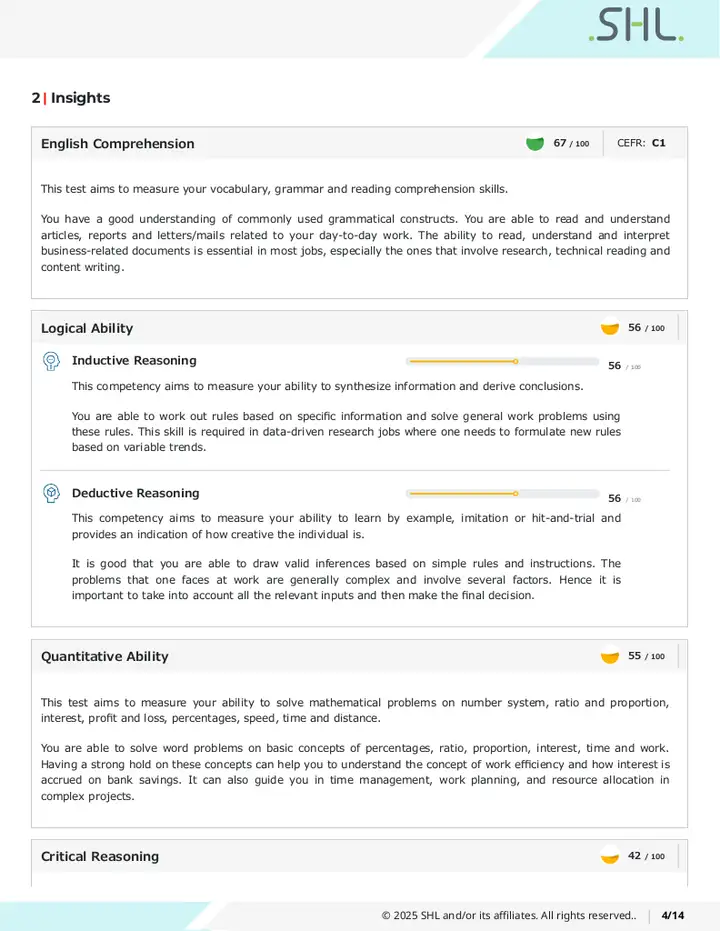 .SHL.
2| Insights
English Comprehension
67 / 100
CEFR: C1
This test aims to measure your vocabulary, grammar and reading comprehension skills.
You have a good understanding of commonly used grammatical constructs. You are able to read and understand
articles, reports and letters/mails related to your day-to-day work. The ability to read, understand and interpret
business-related documents is essential in most jobs, especially the ones that involve research, technical reading and
content writing.
Logical Ability
56 / 100
Inductive Reasoning
56 / 100
This competency aims to measure your ability to synthesize information and derive conclusions.
You are able to work out rules based on specific information and solve general work problems using
these rules. This skill is required in data-driven research jobs where one needs to formulate new rules
based on variable trends.
Deductive Reasoning
56 / 100
This competency aims to measure your ability to learn by example, imitation or hit-and-trial and
provides an indication of how creative the individual is.
It is good that you are able to draw valid inferences based on simple rules and instructions. The
problems that one faces at work are generally complex and involve several factors. Hence it is
important to take into account all the relevant inputs and then make the final decision.
Quantitative Ability
55 / 100
This test aims to measure your ability to solve mathematical problems on number system, ratio and proportion,
interest, profit and loss, percentages, speed, time and distance.
You are able to solve word problems on basic concepts of percentages, ratio, proportion, interest, time and work.
Having a strong hold on these concepts can help you to understand the concept of work efficiency and how interest is
accrued on bank savings. It can also guide you in time management, work planning, and resource allocation in
complex projects.
Critical Reasoning
42 / 100
© 2025 SHL and/or its affiliates. All rights reserved..
4/14